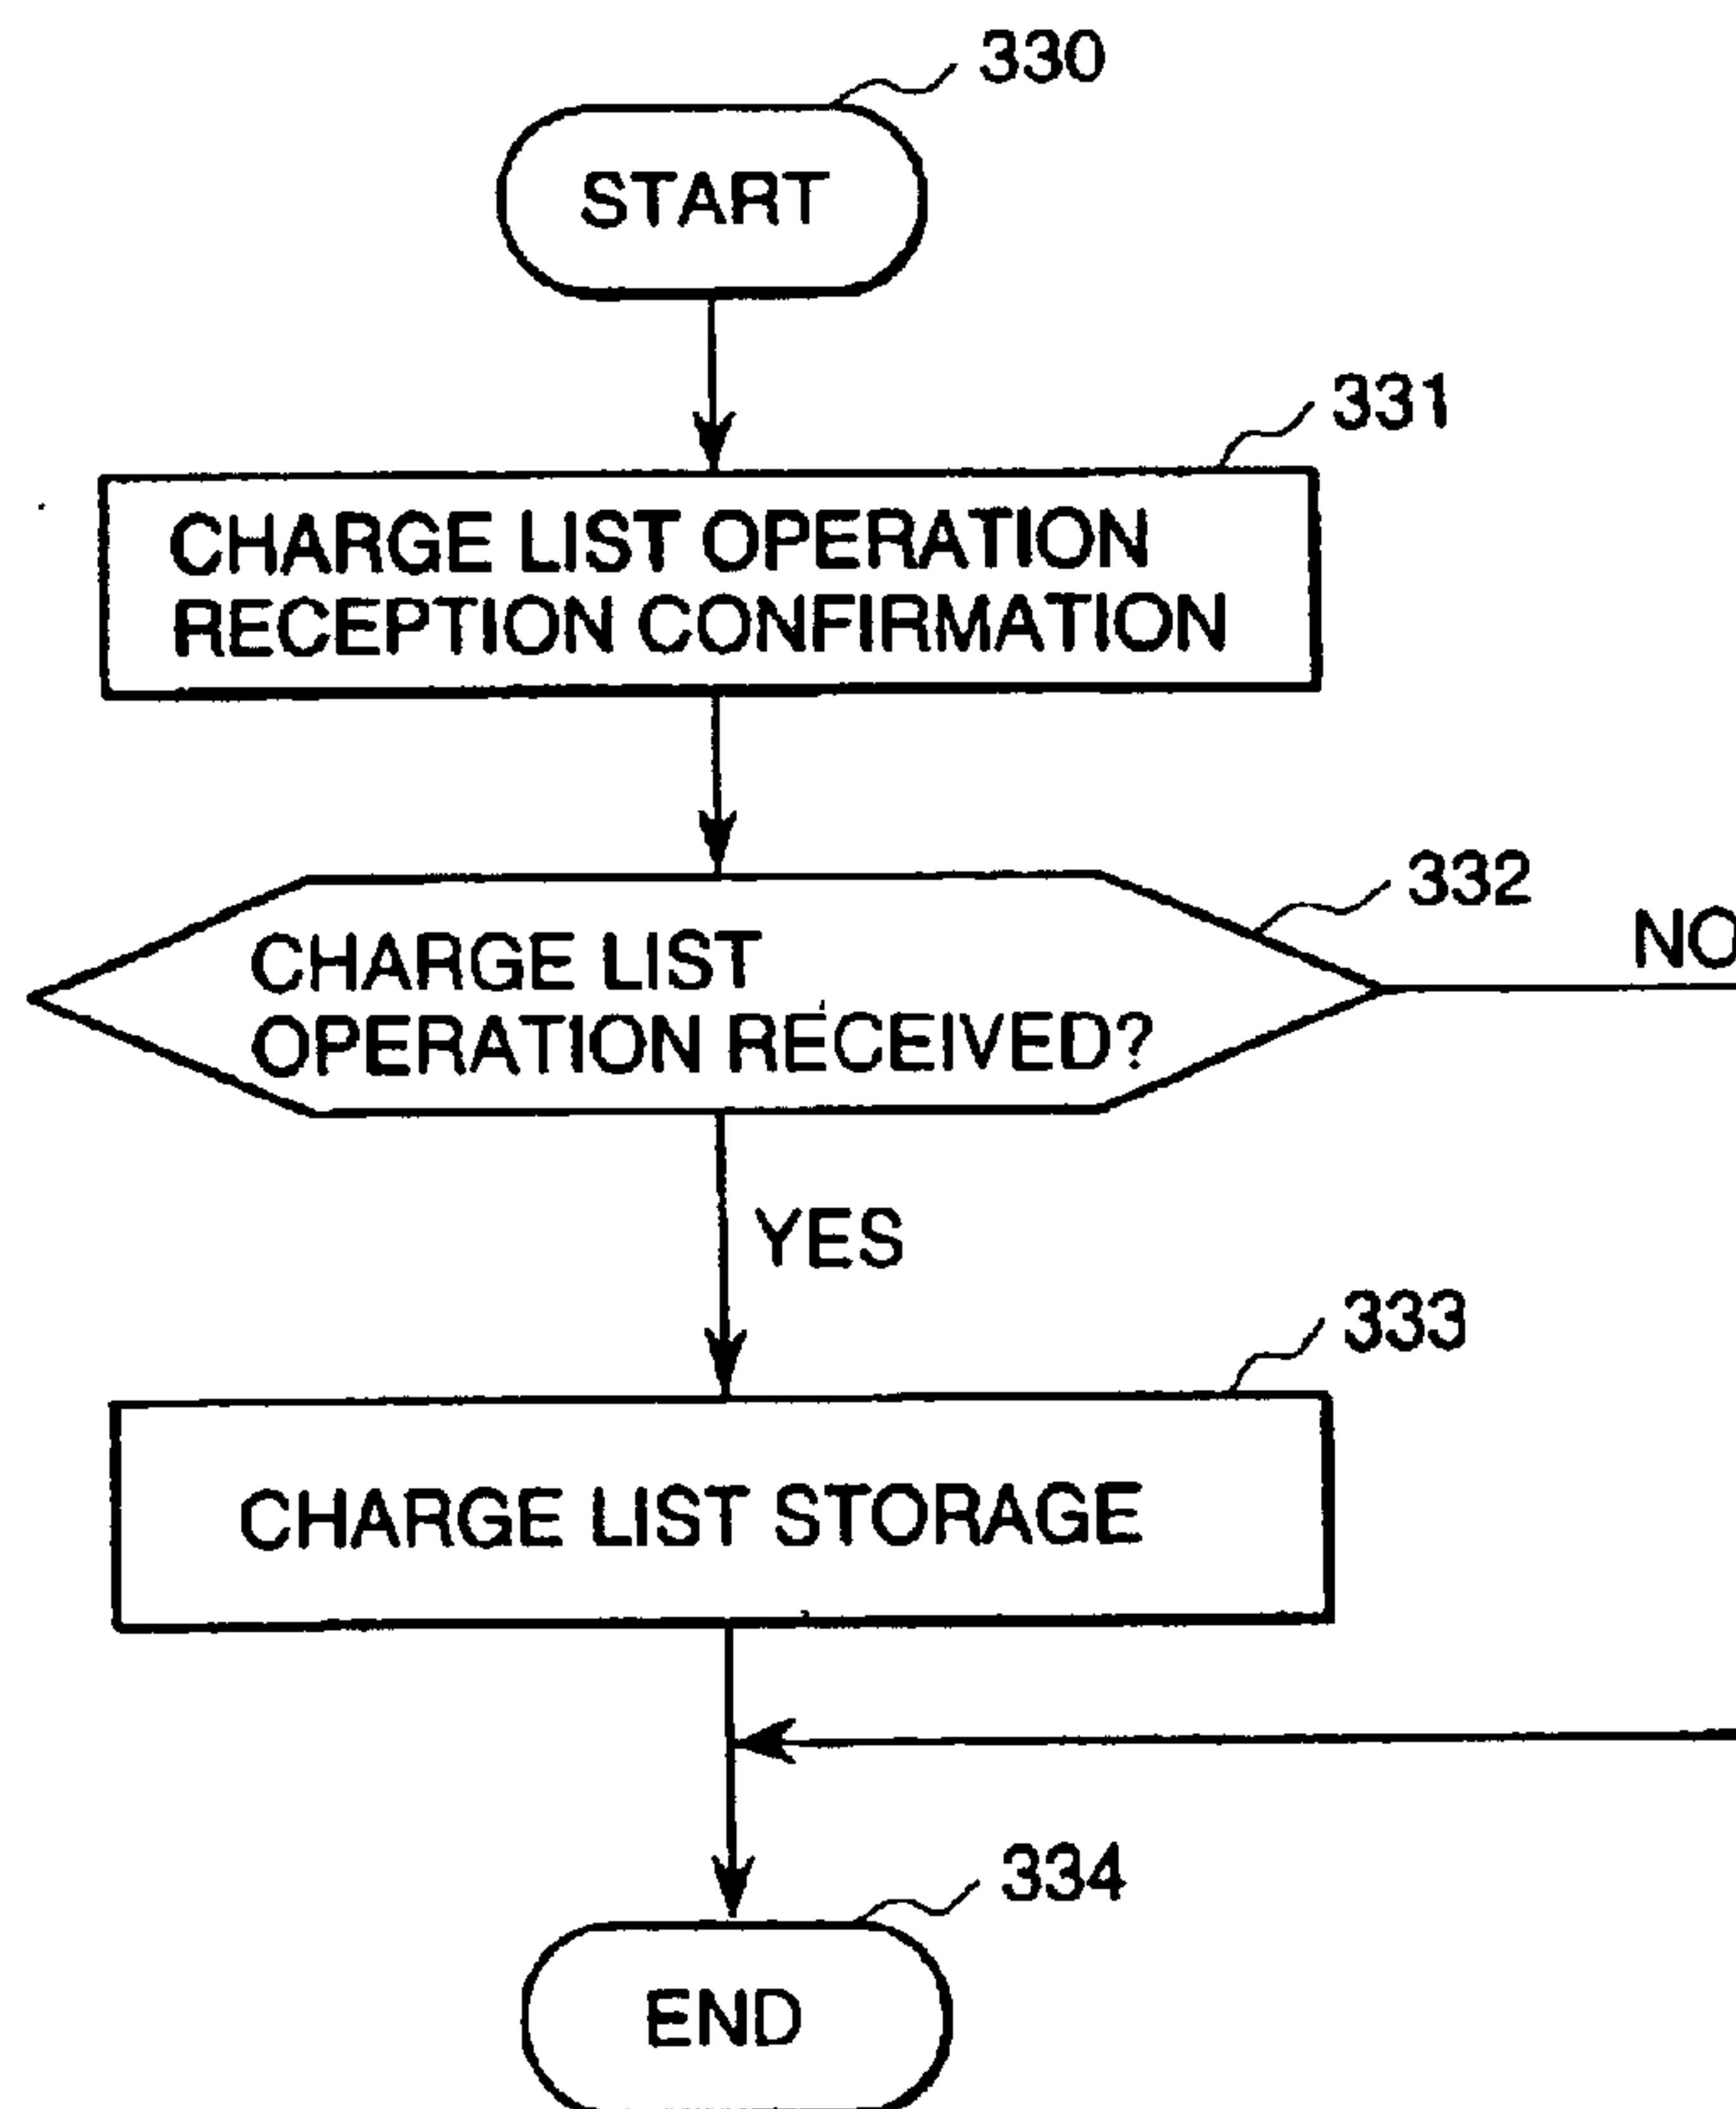 330
START
331
CHARGE LIST OPERATION
RECEPTION CONFIRMATION
332
NO
CHARGE LIST
OPERATION RECEIVED?
YES
333
CHARGE LIST STORAGE
334
END